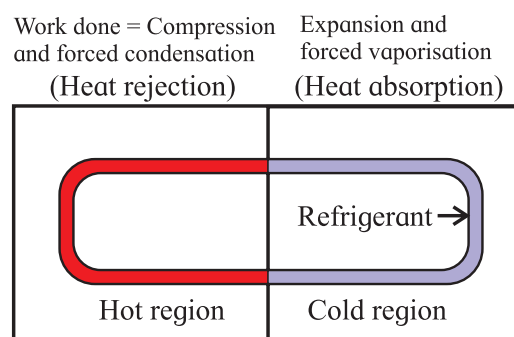 Work done = Compression
and forced condensation
(Heat rejection)
Expansion and
forced vaporisation
(Heat absorption)
Refrigerant
Hot region
Cold region